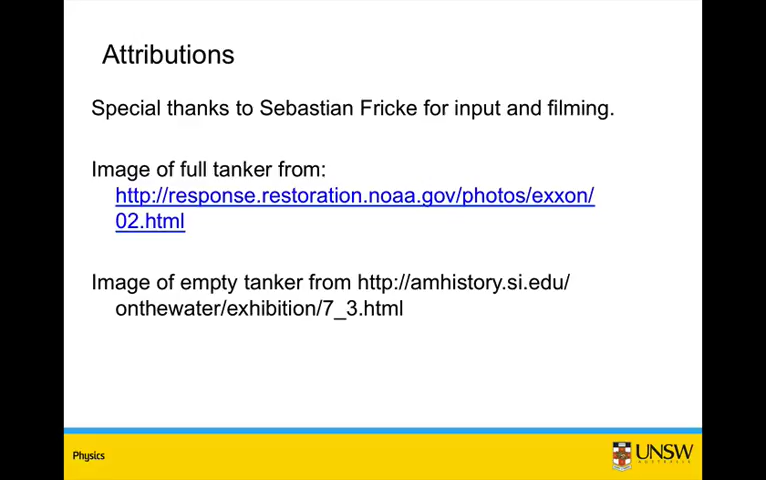 Attributions
Special thanks to Sebastian Fricke for input and filming.
Image of full tanker from:
http://response.restoration.noaa.gov/photos/exxon/
02.html
Image of empty tanker from http://amhistory.si.edu/
onthewater/exhibition/7_3.html
Physics
UNSW
AUSTRALIA